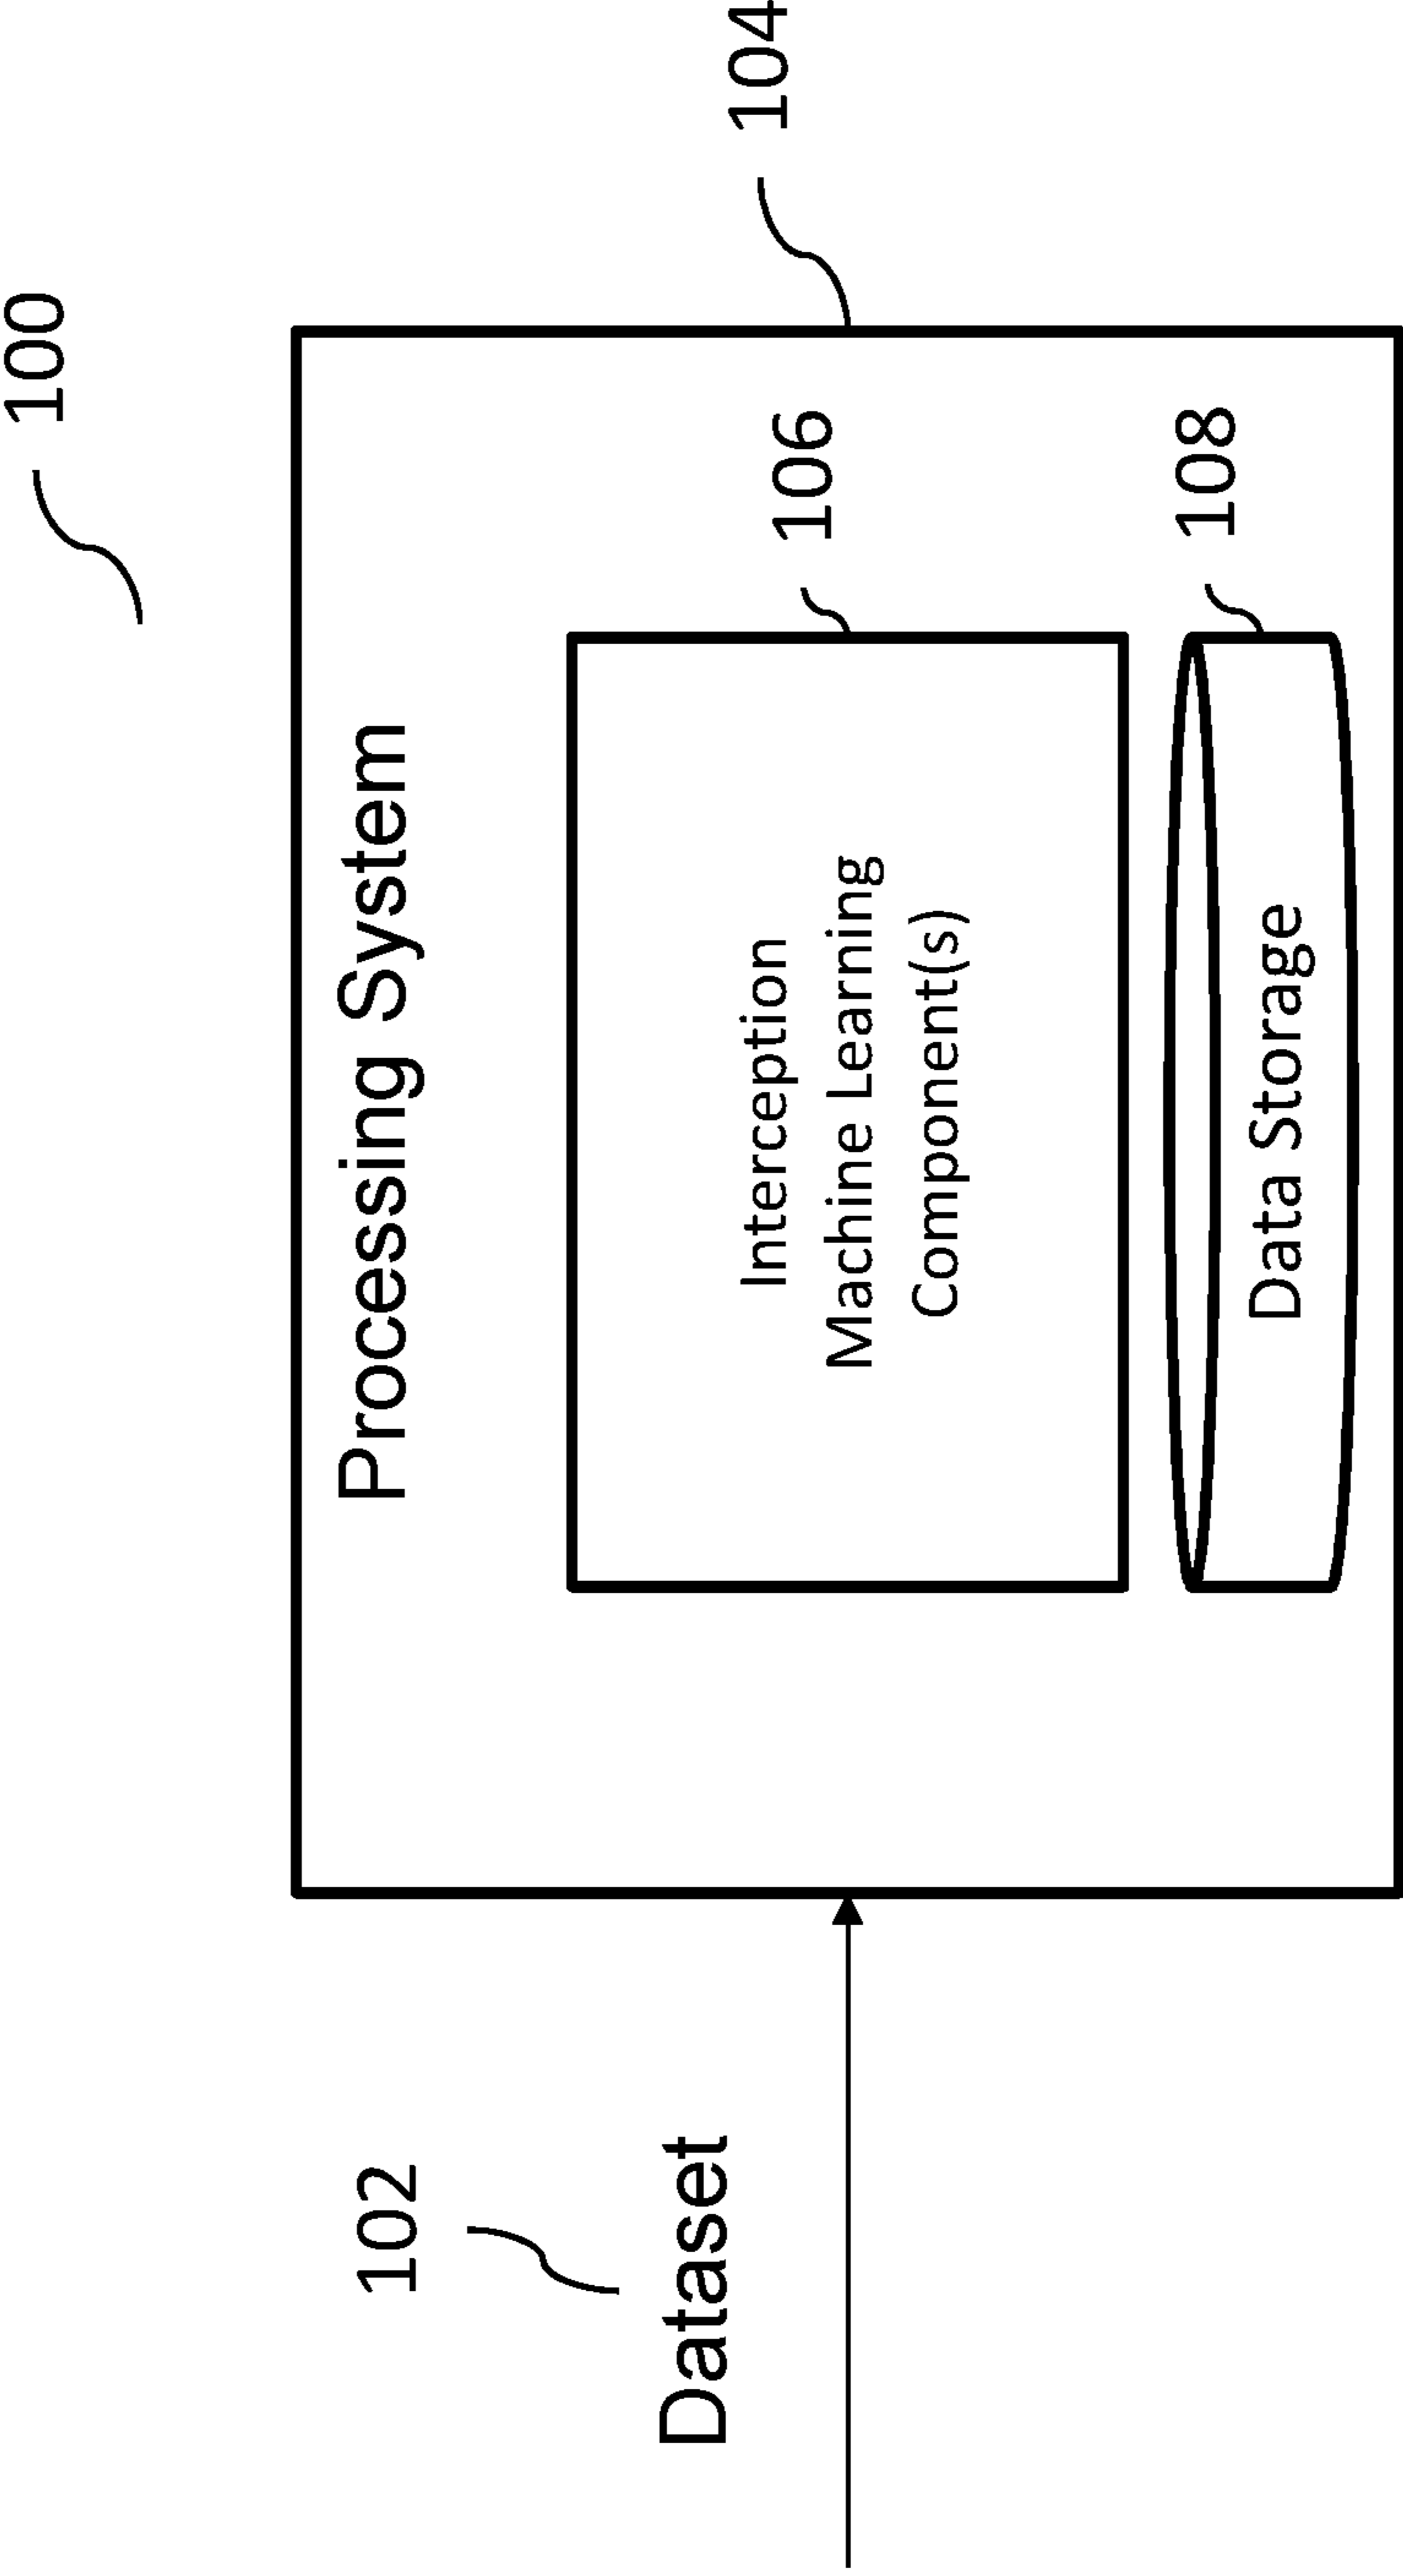 100
Processing System
102
Dataset
104
Interception
Machine Learning
Component(s)
106
Data Storage
108